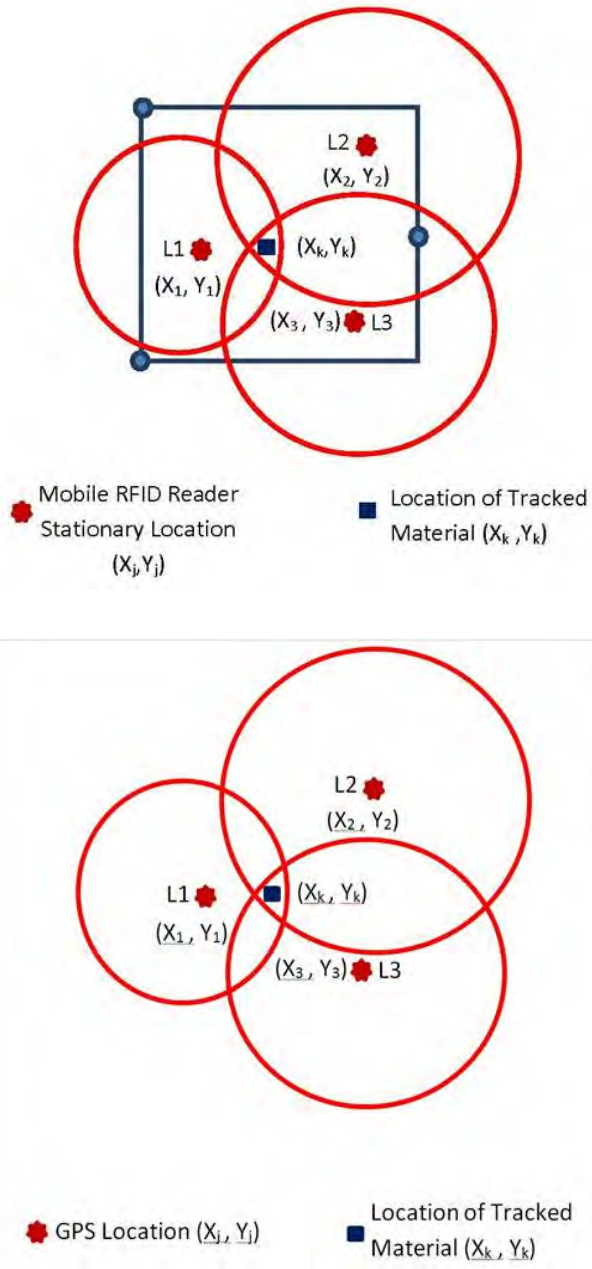 L2
(X₂, Y₂)
L1
(Xₖ,Yₖ)
(X₁, Y₁)
(X₃ , Y₃)
L3
Mobile RFID Reader
Stationary Location
(Xⱼ,Yⱼ)
Location of Tracked
Material (Xₖ ,Yₖ)
L2
(X₂, Y₂)
L1
(Xₖ, Yₖ)
(X₁, Y₁)
(X₃, Y₃)
L3
GPS Location (Xⱼ, Yⱼ)
Location of Tracked
Material (Xₖ, Yₖ)